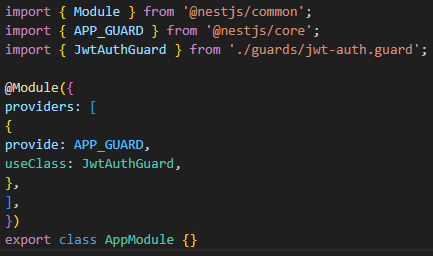 import { Module } from '@nestjs/common';
import { APP_GUARD } from '@nestjs/core';
import { JwtAuthGuard } from './guards/jwt-auth.guard';

@Module({
providers: [
{
provide: APP_GUARD,
useClass: JwtAuthGuard,
},
],
})
export class AppModule {}